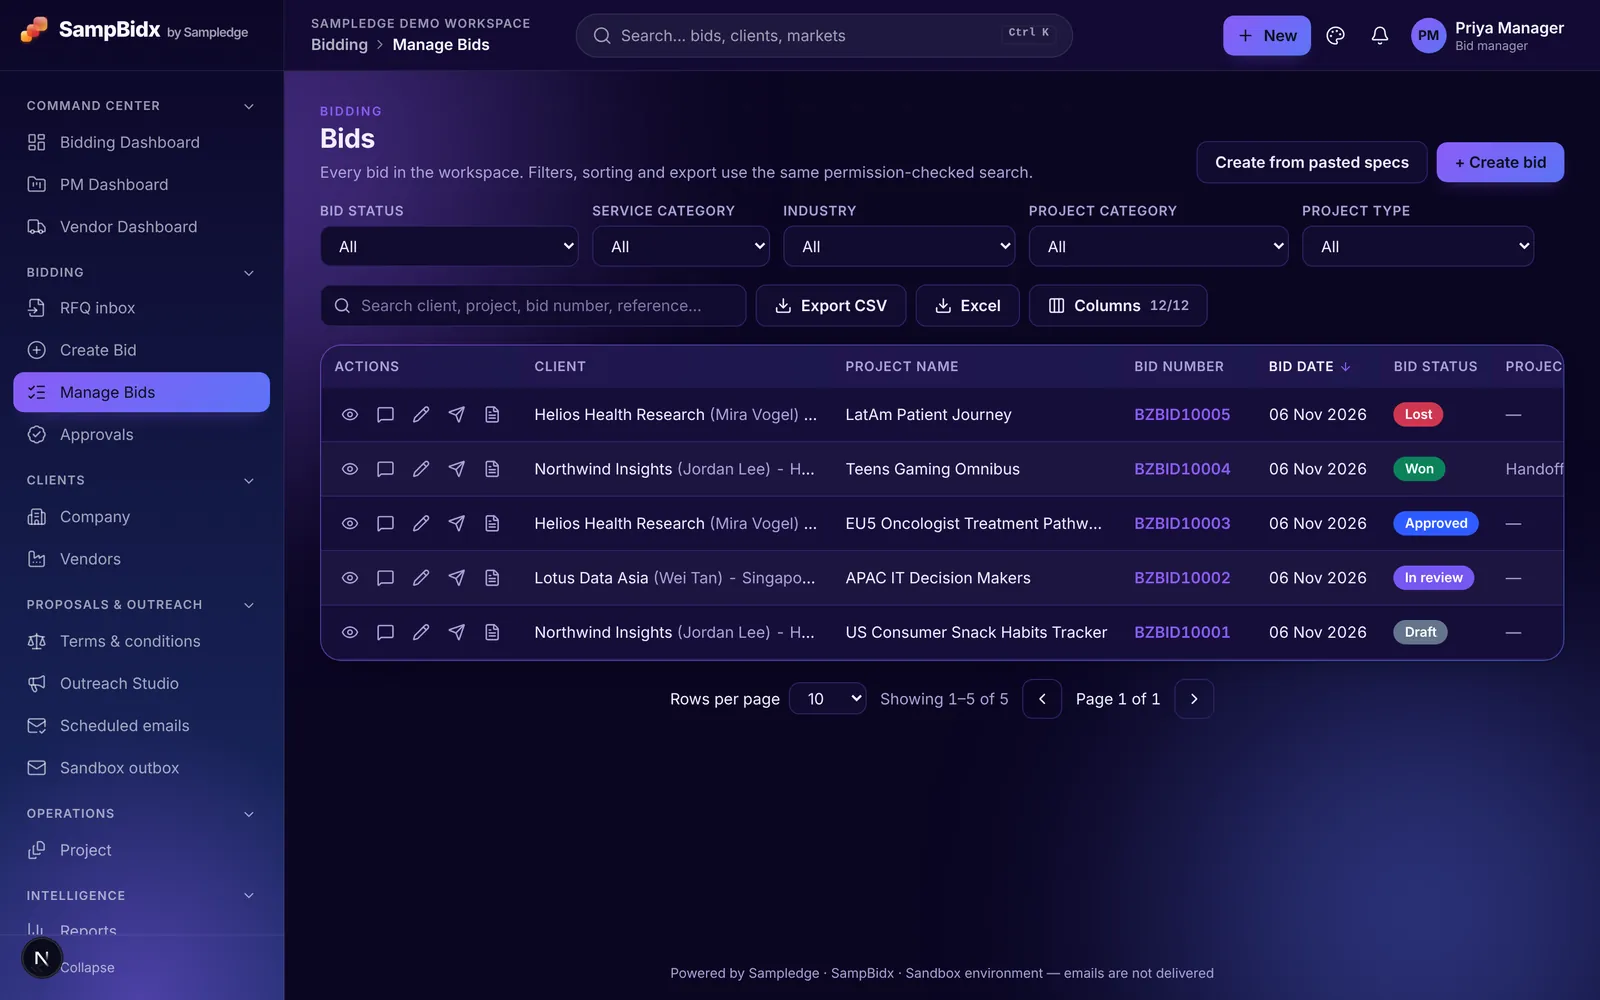 SampBidx by Sampledge
SAMPLEDGE DEMO WORKSPACE
Bidding > Manage Bids
Search... bids, clients, markets
Ctrl K
+ New
PM
Priya Manager
Bid manager
COMMAND CENTER
Bidding Dashboard
PM Dashboard
Vendor Dashboard
BIDDING
RFQ inbox
Create Bid
Manage Bids
Approvals
CLIENTS
Company
Vendors
PROPOSALS & OUTREACH
Terms & conditions
Outreach Studio
Scheduled emails
Sandbox outbox
OPERATIONS
Project
INTELLIGENCE
Reports
N
Collapse
BIDDING
Bids
Every bid in the workspace. Filters, sorting and export use the same permission-checked search.
Create from pasted specs
+ Create bid
BID STATUS SERVICE CATEGORY INDUSTRY PROJECT CATEGORY PROJECT TYPE
All All All All All
Search client, project, bid number, reference...
Export CSV
Excel
Columns 12/12
ACTIONS CLIENT PROJECT NAME BID NUMBER BID DATE ↓ BID STATUS PROJEC
Helios Health Research (Mira Vogel) ... LatAm Patient Journey BZBID10005 06 Nov 2026 Lost —
Northwind Insights (Jordan Lee) - H... Teens Gaming Omnibus BZBID10004 06 Nov 2026 Won Handoff
Helios Health Research (Mira Vogel) ... EU5 Oncologist Treatment Pathw... BZBID10003 06 Nov 2026 Approved —
Lotus Data Asia (Wei Tan) - Singapo... APAC IT Decision Makers BZBID10002 06 Nov 2026 In review —
Northwind Insights (Jordan Lee) - H... US Consumer Snack Habits Tracker BZBID10001 06 Nov 2026 Draft —
Rows per page 10 Showing 1–5 of 5 Page 1 of 1
Powered by Sampledge · SampBidx · Sandbox environment — emails are not delivered